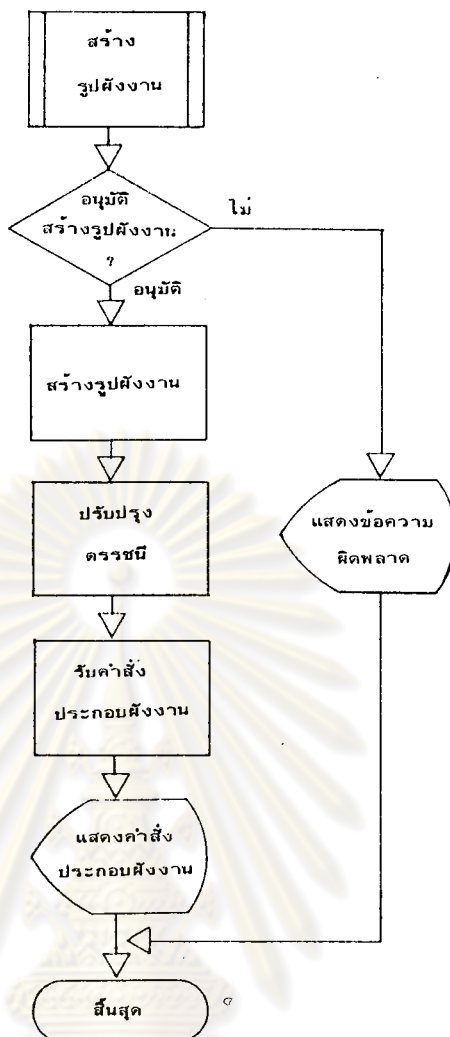 สร้าง
รูปผังงาน
อนุมัติ
สร้างรูปผังงาน
?
ไม่
อนุมัติ
สร้างรูปผังงาน
ปรับปรุง
ดรรชนี
แสดงข้อความ
ผิดพลาด
รับคำสั่ง
ประกอบผังงาน
แสดงคำสั่ง
ประกอบผังงาน
สิ้นสุด